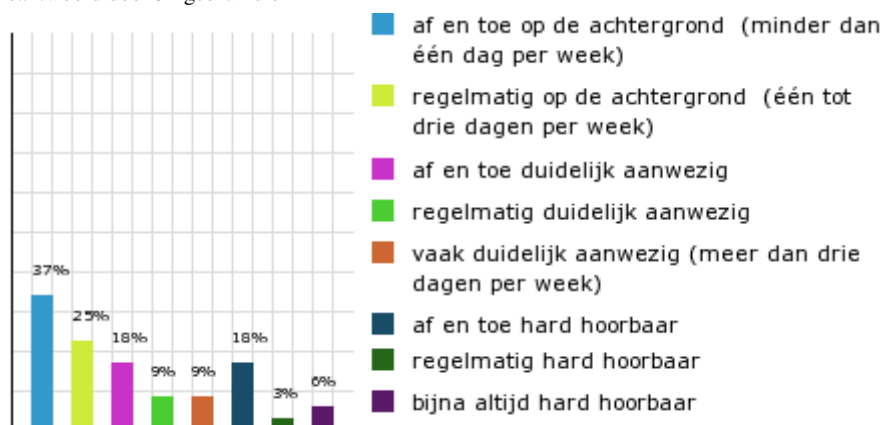 af en toe op de achtergrond (minder dan
één dag per week)
regelmatig op de achtergrond (één tot
drie dagen per week)
af en toe duidelijk aanwezig
regelmatig duidelijk aanwezig
vaak duidelijk aanwezig (meer dan drie
dagen per week)
af en toe hard hoorbaar
regelmatig hard hoorbaar
bijna altijd hard hoorbaar
37%
25%
18%
9%
9%
18%
3%
6%